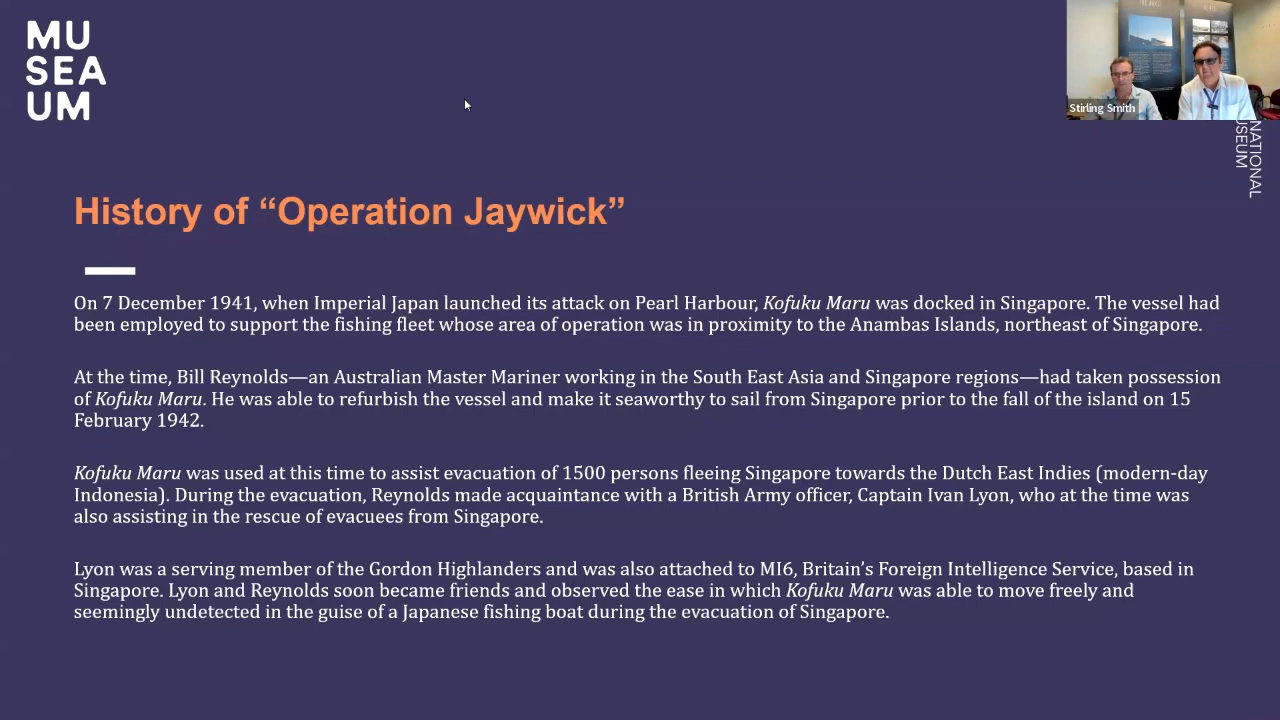 MU
SEA
UM
Stirling Smith
NATIONAL
USEUM
History of “Operation Jaywick”
On 7 December 1941, when Imperial Japan launched its attack on Pearl Harbour, Kofuku Maru was docked in Singapore. The vessel had
been employed to support the fishing fleet whose area of operation was in proximity to the Anambas Islands, northeast of Singapore.
At the time, Bill Reynolds—an Australian Master Mariner working in the South East Asia and Singapore regions—had taken possession
of Kofuku Maru. He was able to refurbish the vessel and make it seaworthy to sail from Singapore prior to the fall of the island on 15
February 1942.
Kofuku Maru was used at this time to assist evacuation of 1500 persons fleeing Singapore towards the Dutch East Indies (modern-day
Indonesia). During the evacuation, Reynolds made acquaintance with a British Army officer, Captain Ivan Lyon, who at the time was
also assisting in the rescue of evacuees from Singapore.
Lyon was a serving member of the Gordon Highlanders and was also attached to MI6, Britain’s Foreign Intelligence Service, based in
Singapore. Lyon and Reynolds soon became friends and observed the ease in which Kofuku Maru was able to move freely and
seemingly undetected in the guise of a Japanese fishing boat during the evacuation of Singapore.